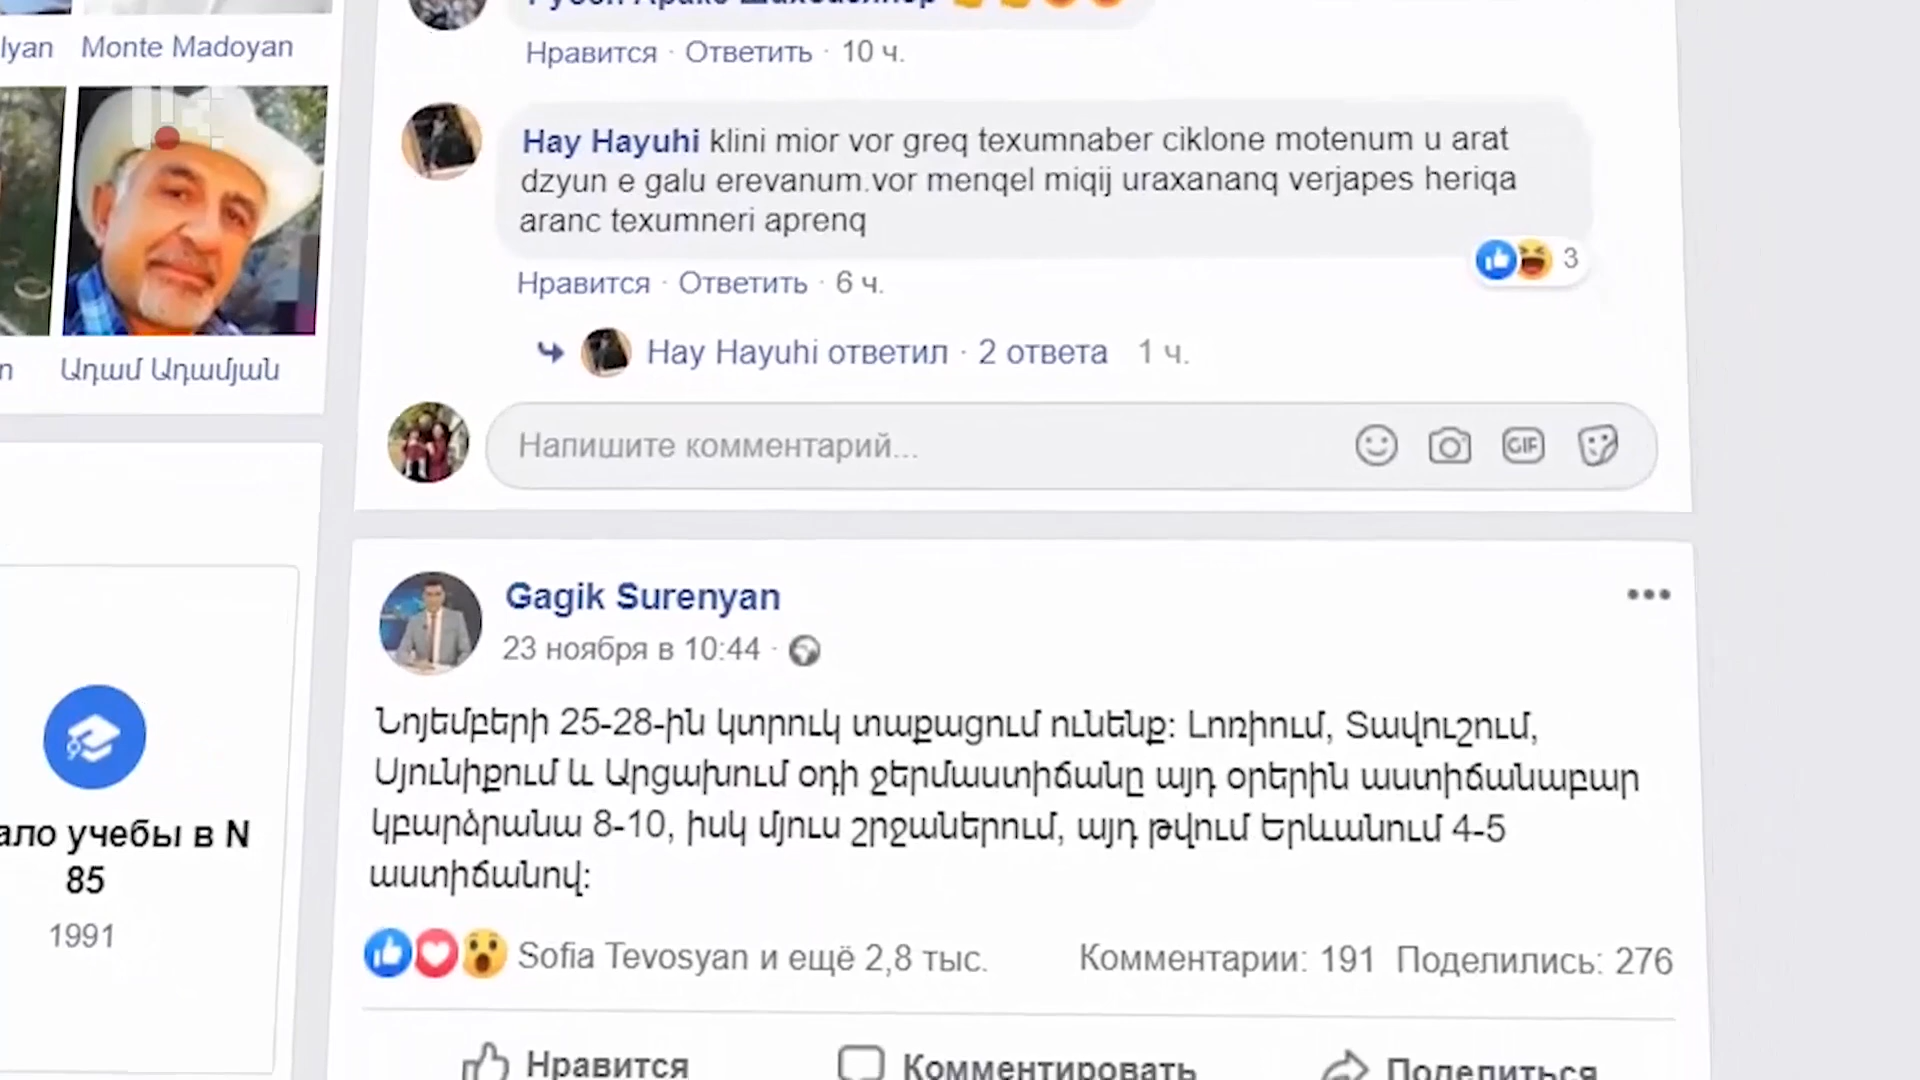 lyan
Monte Madoyan
Ադամ Ադամյան
Нравится · Ответить · 10 ч.
Hay Hayuhi klini mior vor greq texumnaber ciklone motenum u arat
dzyun e galu erevanum.vor menqel miqij uraxananq verjapes heriqa
aranc texumneri aprenq
3
Нравится · Ответить · 6 ч.
Hay Hayuhi ответил · 2 ответа 1 ч.
Напишите комментарий...
GIF
ало учебы в N
85
1991
Gagik Surenyan
23 ноября в 10:44 ·
Նոյեմբերի 25-28-ին կտրուկ տաքացում ունենք: Լոռիում, Տավուշում,
Սյունիքում և Արցախում օդի ջերմաստիճանը այդ օրերին աստիճանաբար
կբարձրանա 8-10, իսկ մյուս շրջաներում, այդ թվում Երևանում 4-5
աստիճանով:
Sofia Tevosyan и ещё 2,8 тыс.
Комментарии: 191 Поделились: 276
Нравится
Комментировать
Поделиться